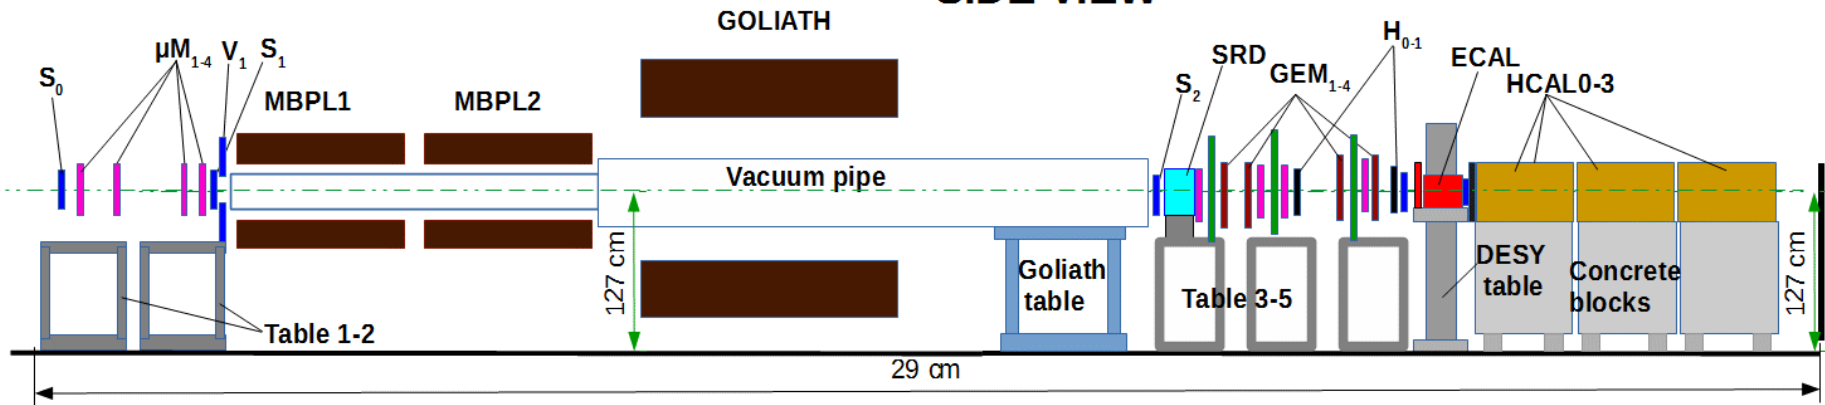 SIDE VIEW
GOLIATH
S0
μM1-4
V1
S1
MBPL1
MBPL2
S2
SRD
GEM1-4
H0-1
ECAL
HCAL0-3
Vacuum pipe
127 cm
Goliath
table
Table 3-5
DESY
table
Concrete
blocks
127 cm
Table 1-2
29 cm